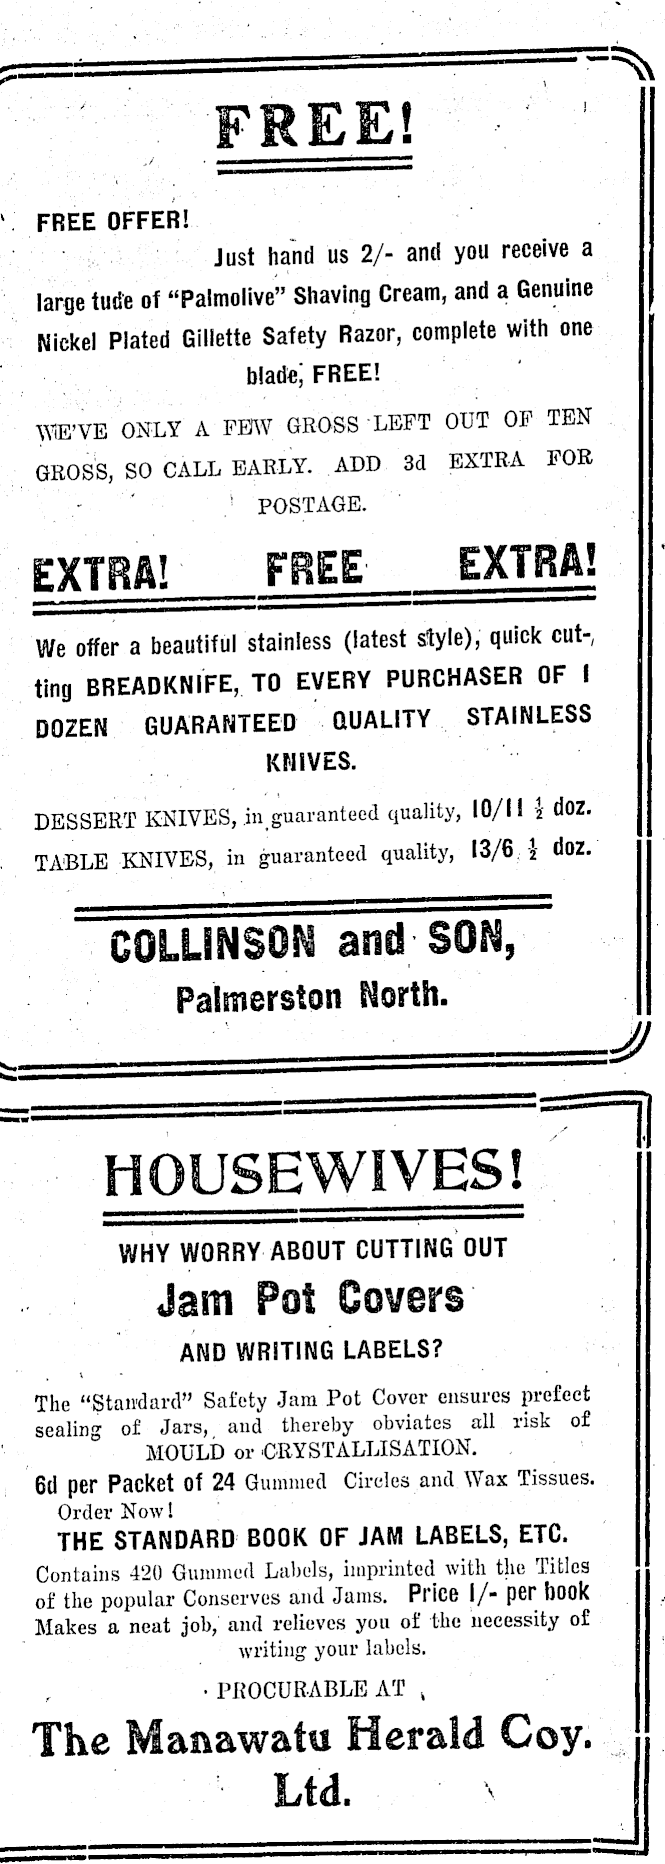 FREE!
FREE OFFER!
Just hand us 2/- and you receive a
large tude of "Palmolive" Shaving Cream, and a Genuine
Nickel Plated Gillette Safety Razor, complete with one
blade, FREE!
WE'VE ONLY A FEW GROSS LEFT OUT OF TEN
GROSS, SO CALL EARLY. ADD 3d EXTRA FOR
POSTAGE.
EXTRA! FREE EXTRA!
We offer a beautiful stainless (latest style), quick cut-
ting BREADKNIFE, TO EVERY PURCHASER OF 1
DOZEN GUARANTEED QUALITY STAINLESS
KNIVES.
DESSERT KNIVES, in guaranteed quality, 10/11 ½ doz.
TABLE KNIVES, in guaranteed quality, 13/6 ½ doz.
COLLINSON and SON,
Palmerston North.
HOUSEWIVES!
WHY WORRY ABOUT CUTTING OUT
Jam Pot Covers
AND WRITING LABELS?
The "Standard" Safety Jam Pot Cover ensures prefect
sealing of Jars, and thereby obviates all risk of
MOULD or CRYSTALLISATION.
6d per Packet of 24 Gummed Circles and Wax Tissues.
Order Now!
THE STANDARD BOOK OF JAM LABELS, ETC.
Contains 420 Gummed Labels, imprinted with the Titles
of the popular Conserves and Jams. Price 1/- per book
Makes a neat job, and relieves you of the necessity of
writing your labels.
PROCURABLE AT
The Manawatu Herald Coy.
Ltd.